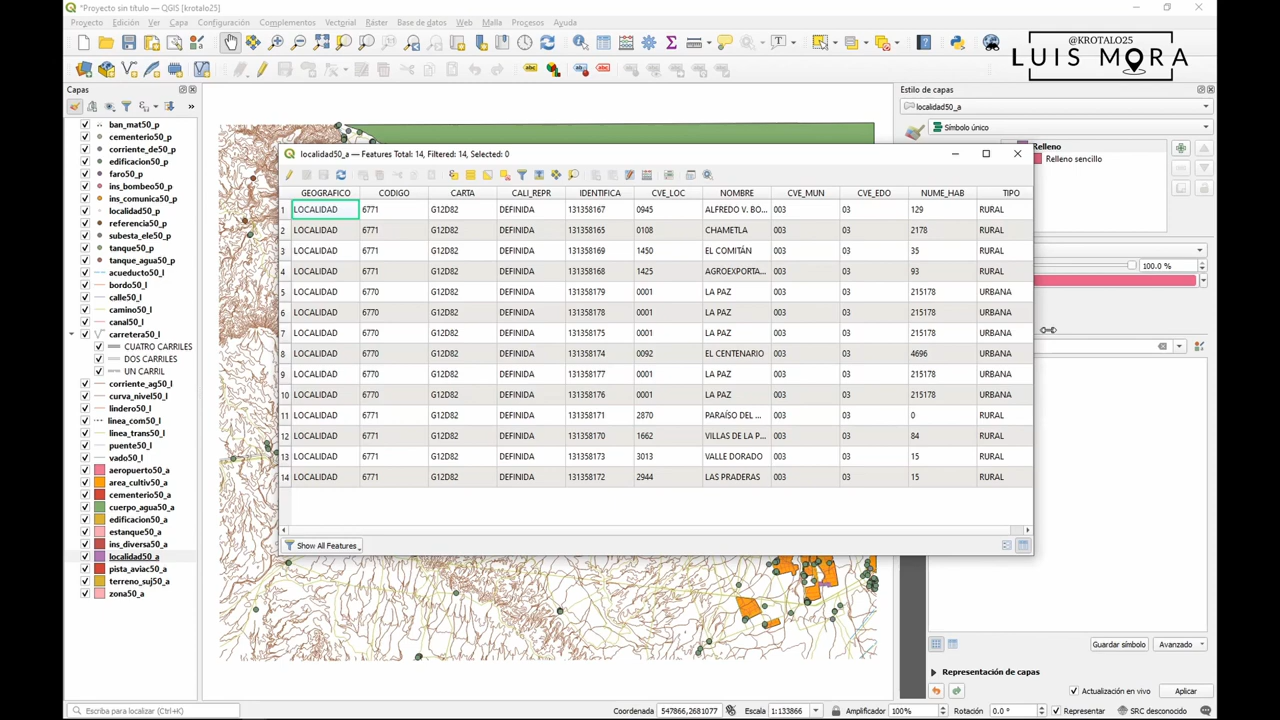 *Proyecto sin título — QGIS [krotalo25]
Proyecto Edición Ver Capa Configuración Complementos Vectorial Ráster Base de datos Web Malla Procesos Ayuda
@KROTALO25
LUIS MORA
Capas
ban_mat50_p
cementerio50_p
corriente_de50_p
edificacion50_p
faro50_p
ins_bombeo50_p
ins_comunica50_p
localidad50_p
referencia50_p
subesta_ele50_p
tanque50_p
tanque_agua50_p
acueducto50_l
bordo50_l
calle50_l
camino50_l
canal50_l
carretera50_l
CUATRO CARRILES
DOS CARRILES
UN CARRIL
corriente_ag50_l
curva_nivel50_l
lindero50_l
linea_com50_l
linea_trans50_l
puente50_l
vado50_l
aeropuerto50_a
area_cultiv50_a
cementerio50_a
cuerpo_agua50_a
edificacion50_a
estanque50_a
ins_diversa50_a
localidad50_a
pista_aviac50_a
terreno_suj50_a
zona50_a
localidad50_a — Features Total: 14, Filtered: 14, Selected: 0
GEOGRAFICO CODIGO CARTA CALI_REPR IDENTIFICA CVE_LOC NOMBRE CVE_MUN CVE_EDO NUME_HAB TIPO
1 LOCALIDAD 6771 G12D82 DEFINIDA 131358167 0945 ALFREDO V. BO... 003 03 129 RURAL
2 LOCALIDAD 6771 G12D82 DEFINIDA 131358165 0108 CHAMETLA 003 03 2178 RURAL
3 LOCALIDAD 6771 G12D82 DEFINIDA 131358169 1450 EL COMITÁN 003 03 35 RURAL
4 LOCALIDAD 6771 G12D82 DEFINIDA 131358168 1425 AGROEXPORTA... 003 03 93 RURAL
5 LOCALIDAD 6770 G12D82 DEFINIDA 131358179 0001 LA PAZ 003 03 215178 URBANA
6 LOCALIDAD 6770 G12D82 DEFINIDA 131358178 0001 LA PAZ 003 03 215178 URBANA
7 LOCALIDAD 6770 G12D82 DEFINIDA 131358175 0001 LA PAZ 003 03 215178 URBANA
8 LOCALIDAD 6770 G12D82 DEFINIDA 131358174 0092 EL CENTENARIO 003 03 4696 URBANA
9 LOCALIDAD 6770 G12D82 DEFINIDA 131358177 0001 LA PAZ 003 03 215178 URBANA
10 LOCALIDAD 6770 G12D82 DEFINIDA 131358176 0001 LA PAZ 003 03 215178 URBANA
11 LOCALIDAD 6771 G12D82 DEFINIDA 131358171 2870 PARAÍSO DEL ... 003 03 0 RURAL
12 LOCALIDAD 6771 G12D82 DEFINIDA 131358170 1662 VILLAS DE LA P... 003 03 84 RURAL
13 LOCALIDAD 6771 G12D82 DEFINIDA 131358173 3013 VALLE DORADO 003 03 15 RURAL
14 LOCALIDAD 6771 G12D82 DEFINIDA 131358172 2944 LAS PRADERAS 003 03 15 RURAL
Show All Features
Estilo de capas
localidad50_a
Símbolo único
Relleno
Relleno sencillo
100.0 %
Guardar símbolo Avanzado
Representación de capas
Actualización en vivo Aplicar
Escriba para localizar (Ctrl+K) Coordenada 547866,2681077 Escala 1:133866 Amplificador 100% Rotación 0.0 ° Representar SRC desconocido